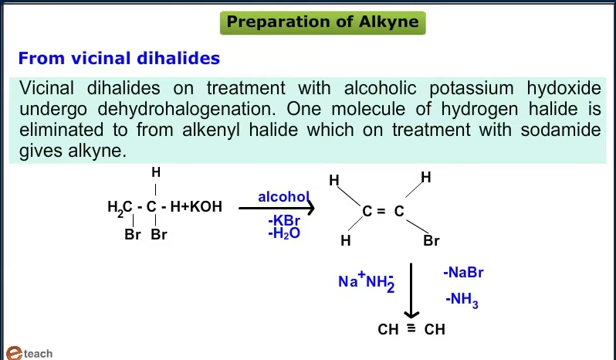 Preparation of Alkyne
From vicinal dihalides
Vicinal dihalides on treatment with alcoholic potassium hydoxide
undergo dehydrohalogenation. One molecule of hydrogen halide is
eliminated to from alkenyl halide which on treatment with sodamide
gives alkyne.
H
H₂C - C - H+KOH
Br Br
alcohol
-KBr
-H₂O
H H
C = C
H Br
Na⁺NH₂⁻
-NaBr
-NH₃
CH ≡ CH
eteach